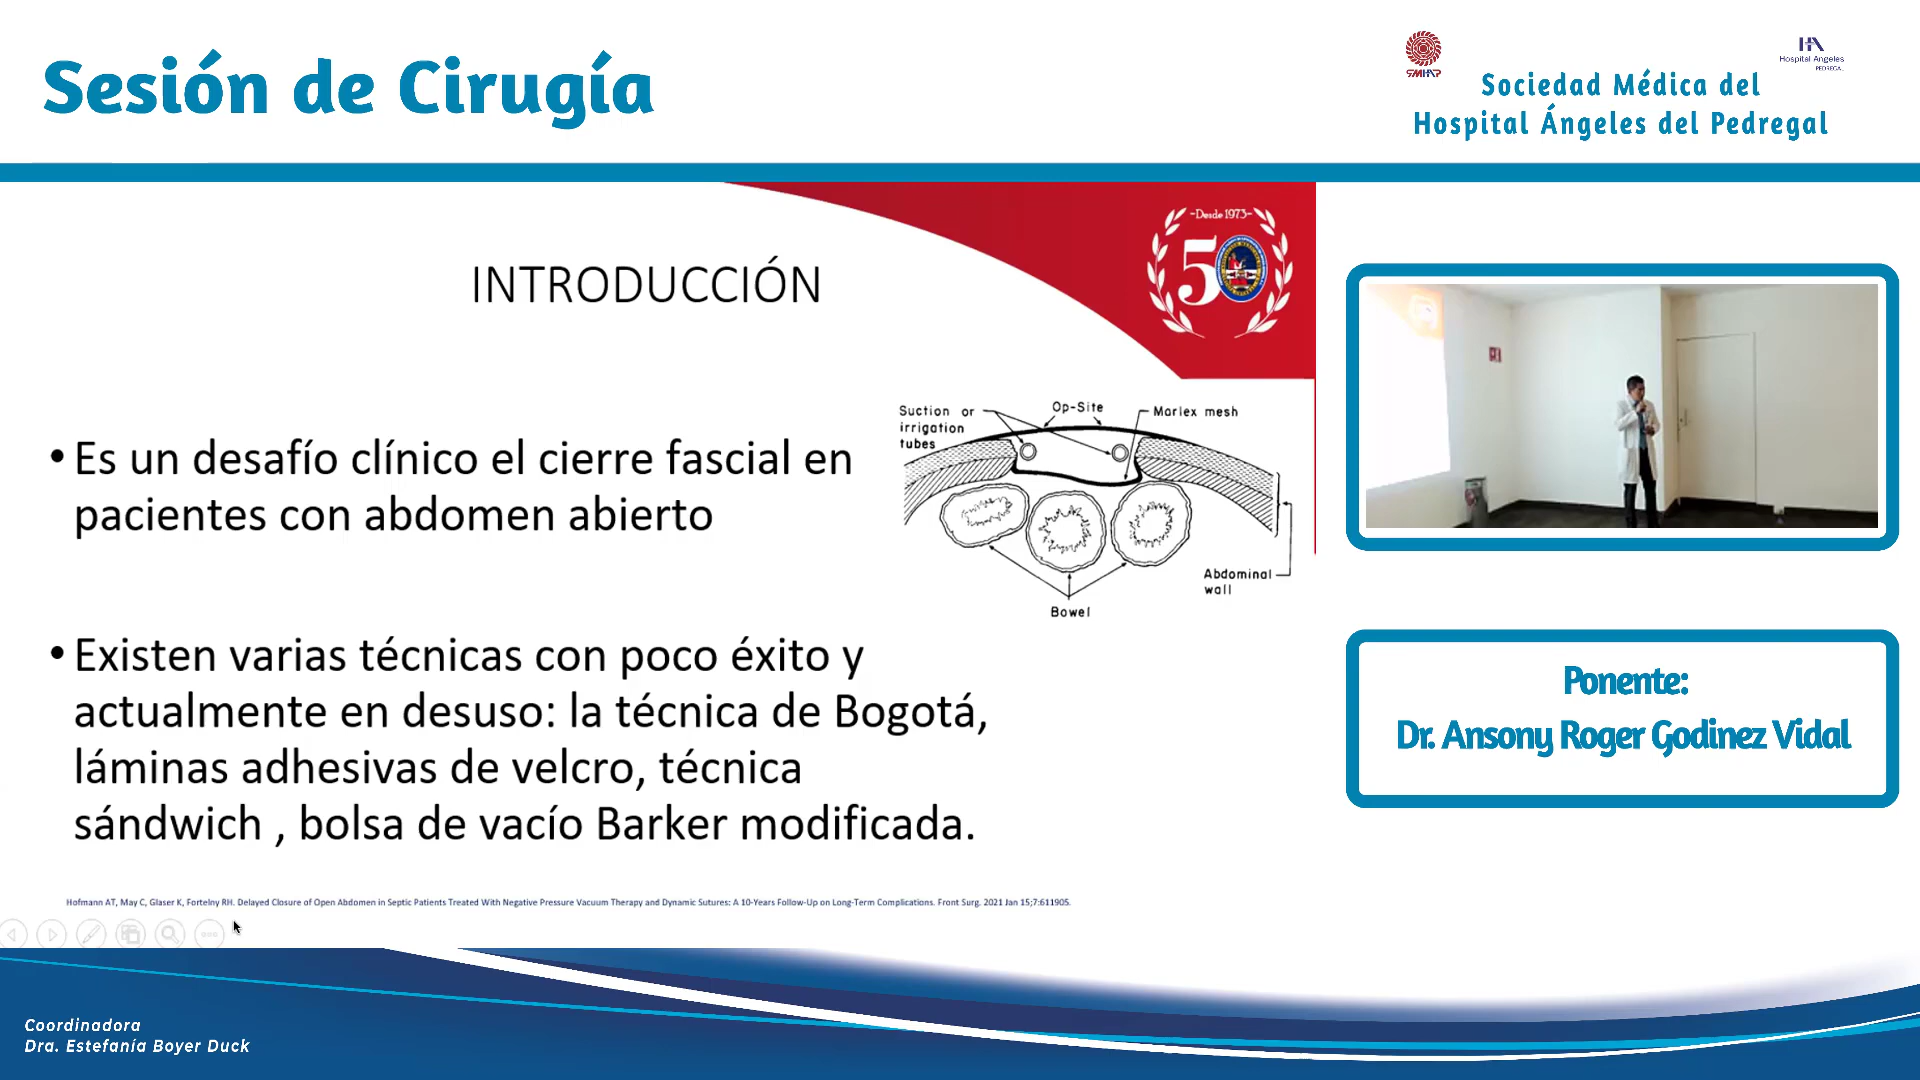 Sesión de Cirugía
SMHAP
Hospital Angeles
PEDREGAL
Sociedad Médica del
Hospital Ángeles del Pedregal
-Desde 1973-
50
INTRODUCCIÓN
• Es un desafío clínico el cierre fascial en
pacientes con abdomen abierto
Suction or
irrigation
tubes
Op-Site
Marlex mesh
Abdominal
wall
Bowel
• Existen varias técnicas con poco éxito y
actualmente en desuso: la técnica de Bogotá,
láminas adhesivas de velcro, técnica
sándwich , bolsa de vacío Barker modificada.
Hofmann AT, May C, Glaser K, Fortelny RH. Delayed Closure of Open Abdomen in Septic Patients Treated With Negative Pressure Vacuum Therapy and Dynamic Sutures: A 10-Years Follow-Up on Long-Term Complications. Front Surg. 2021 Jan 15;7:611905.
Ponente:
Dr. Ansony Roger Godinez Vidal
Coordinadora
Dra. Estefanía Boyer Duck